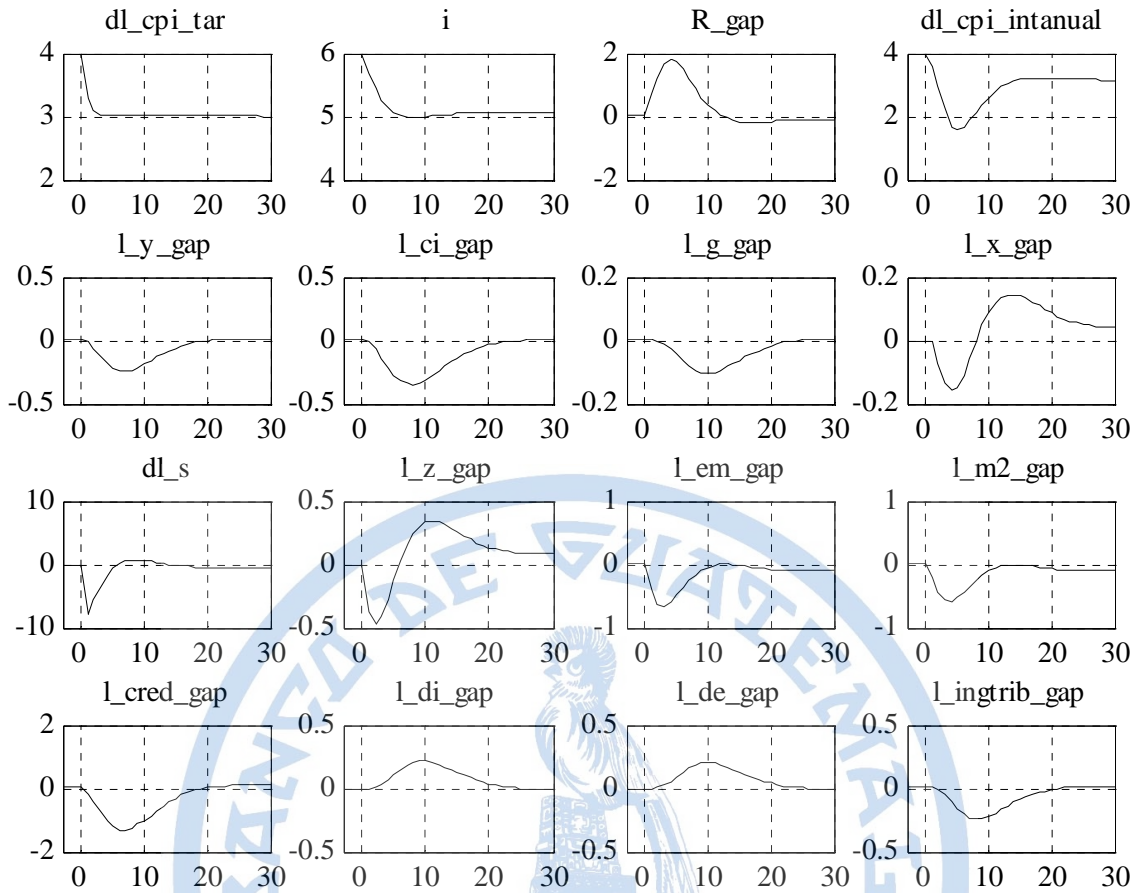 dl_cpi_tar i R_gap dl_cpi_intanual
4 6 2 4
3 5 0 2
2 4 -2 0
0 10 20 30 0 10 20 30 0 10 20 30 0 10 20 30
l_y_gap l_ci_gap l_g_gap l_x_gap
0.5 0.5 0.2 0.2
0 0 0 0
-0.5 -0.5 -0.2 -0.2
0 10 20 30 0 10 20 30 0 10 20 30 0 10 20 30
dl_s l_z_gap l_em_gap l_m2_gap
10 0.5 1 1
0 0 0 0
-10 -0.5 -1 -1
0 10 20 30 0 10 20 30 0 10 20 30 0 10 20 30
l_cred_gap l_di_gap l_de_gap l_ingtrib_gap
2 0.5 0.5 0.5
0 0 0 0
-2 -0.5 -0.5 -0.5
0 10 20 30 0 10 20 30 0 10 20 30 0 10 20 30
BANCO DE GUATEMALA